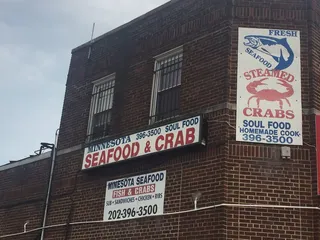 FRESH
SEAFOOD
STEAMED
CRABS
SOUL FOOD
HOMEMADE COOK
396-3500
MINNESOTA 396-3500 SOUL FOOD
SEAFOOD & CRAB
MINESOTA SEAFOOD
FISH & CRABS
SUB • SANDWICHES • CHICKEN • RIBS
202-396-3500